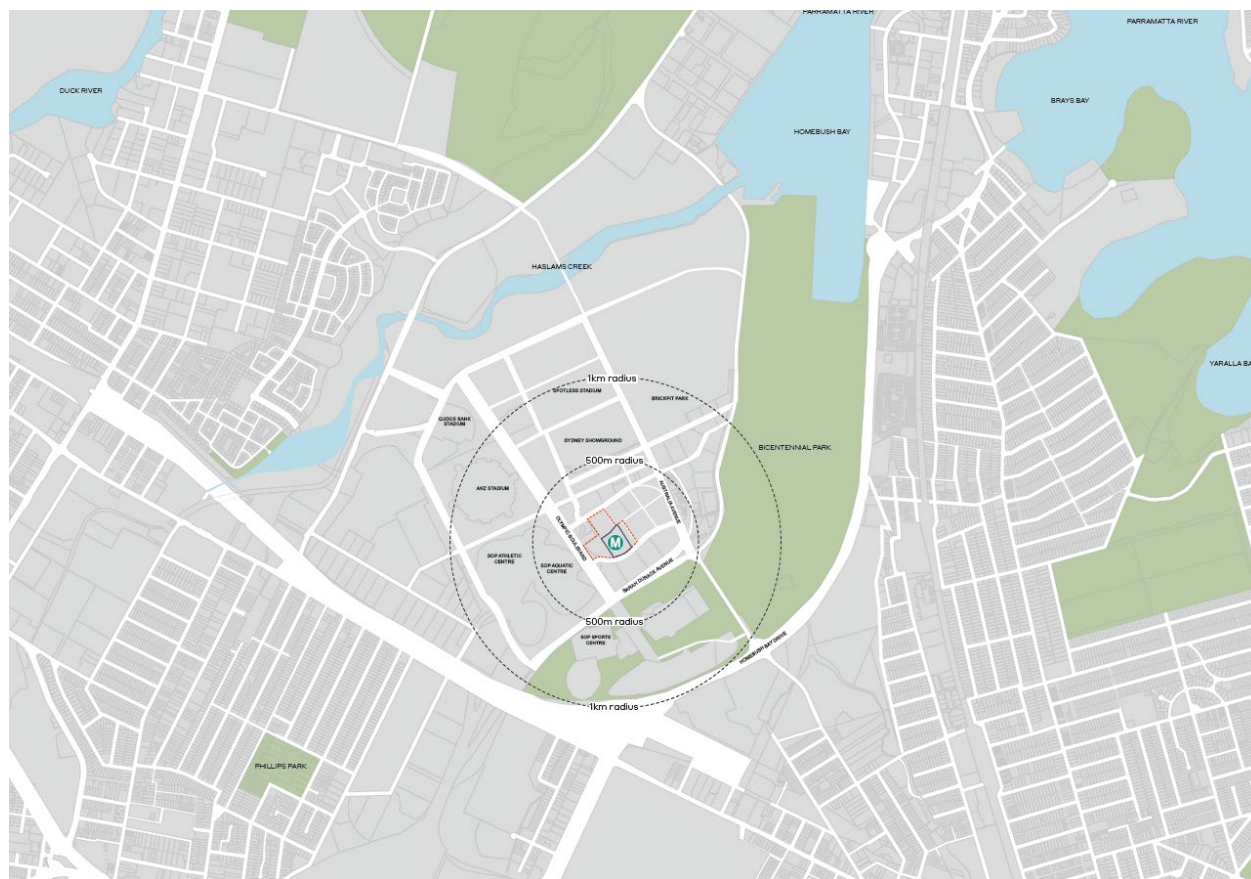 PARRAMATTA RIVER
PARRAMATTA RIVER
DUCK RIVER
BRAYS BAY
HOMEBUSH BAY
HASLAMS CREEK
YARALLA BA
1km radius
SPOTLESS STADIUM
BRICKPIT PARK
QUDOS BANK
STADIUM
SYDNEY SHOWGROUND
BICENTENNIAL PARK
500m radius
ANZ STADIUM
AUSTRALIA AVENUE
OLYMPIC BOULEVARD
M
SOP ATHLETIC
CENTRE
SOP AQUATIC
CENTRE
SARAH DURACK AVENUE
500m radius
SOP SPORTS
CENTRE
HOMEBUSH BAY DRIVE
1km radius
PHILLIPS PARK